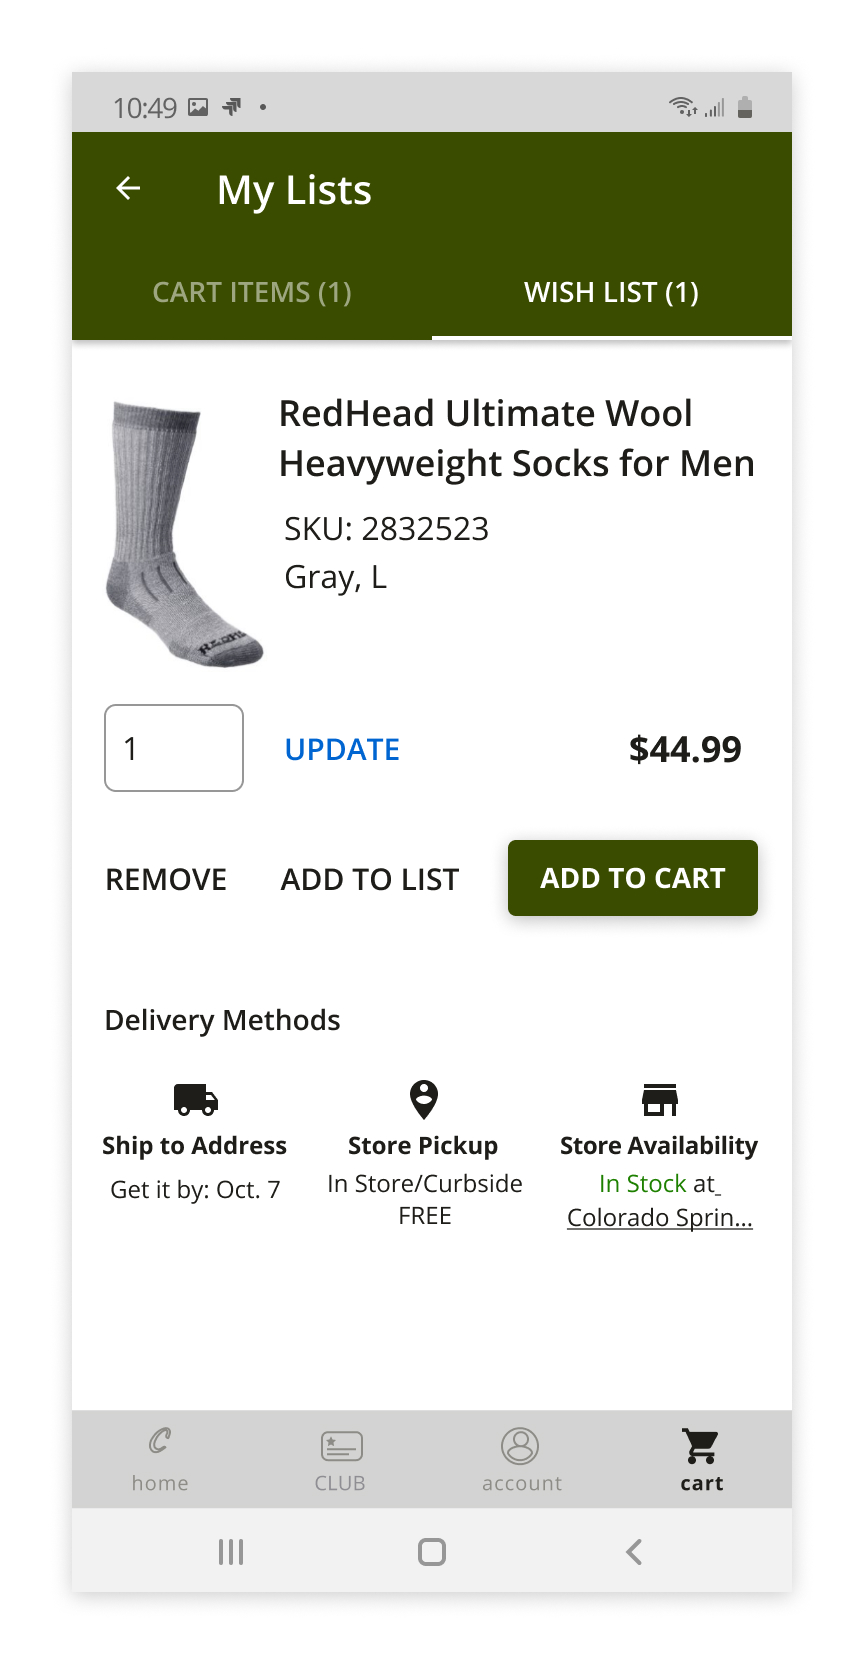 10:49
My Lists
CART ITEMS (1)
WISH LIST (1)
RedHead Ultimate Wool
Heavyweight Socks for Men
SKU: 2832523
Gray, L
1
UPDATE
$44.99
REMOVE
ADD TO LIST
ADD TO CART
Delivery Methods
Ship to Address
Get it by: Oct. 7
Store Pickup
In Store/Curbside
FREE
Store Availability
In Stock at
Colorado Sprin...
home
CLUB
account
cart